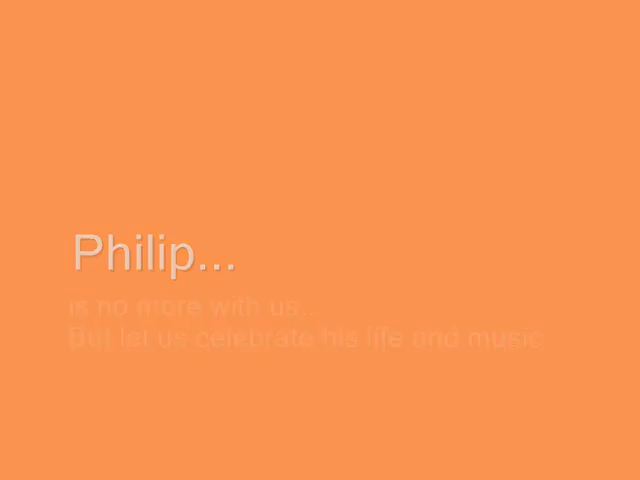 Philip...
is no more with us...
But let us celebrate his life and music